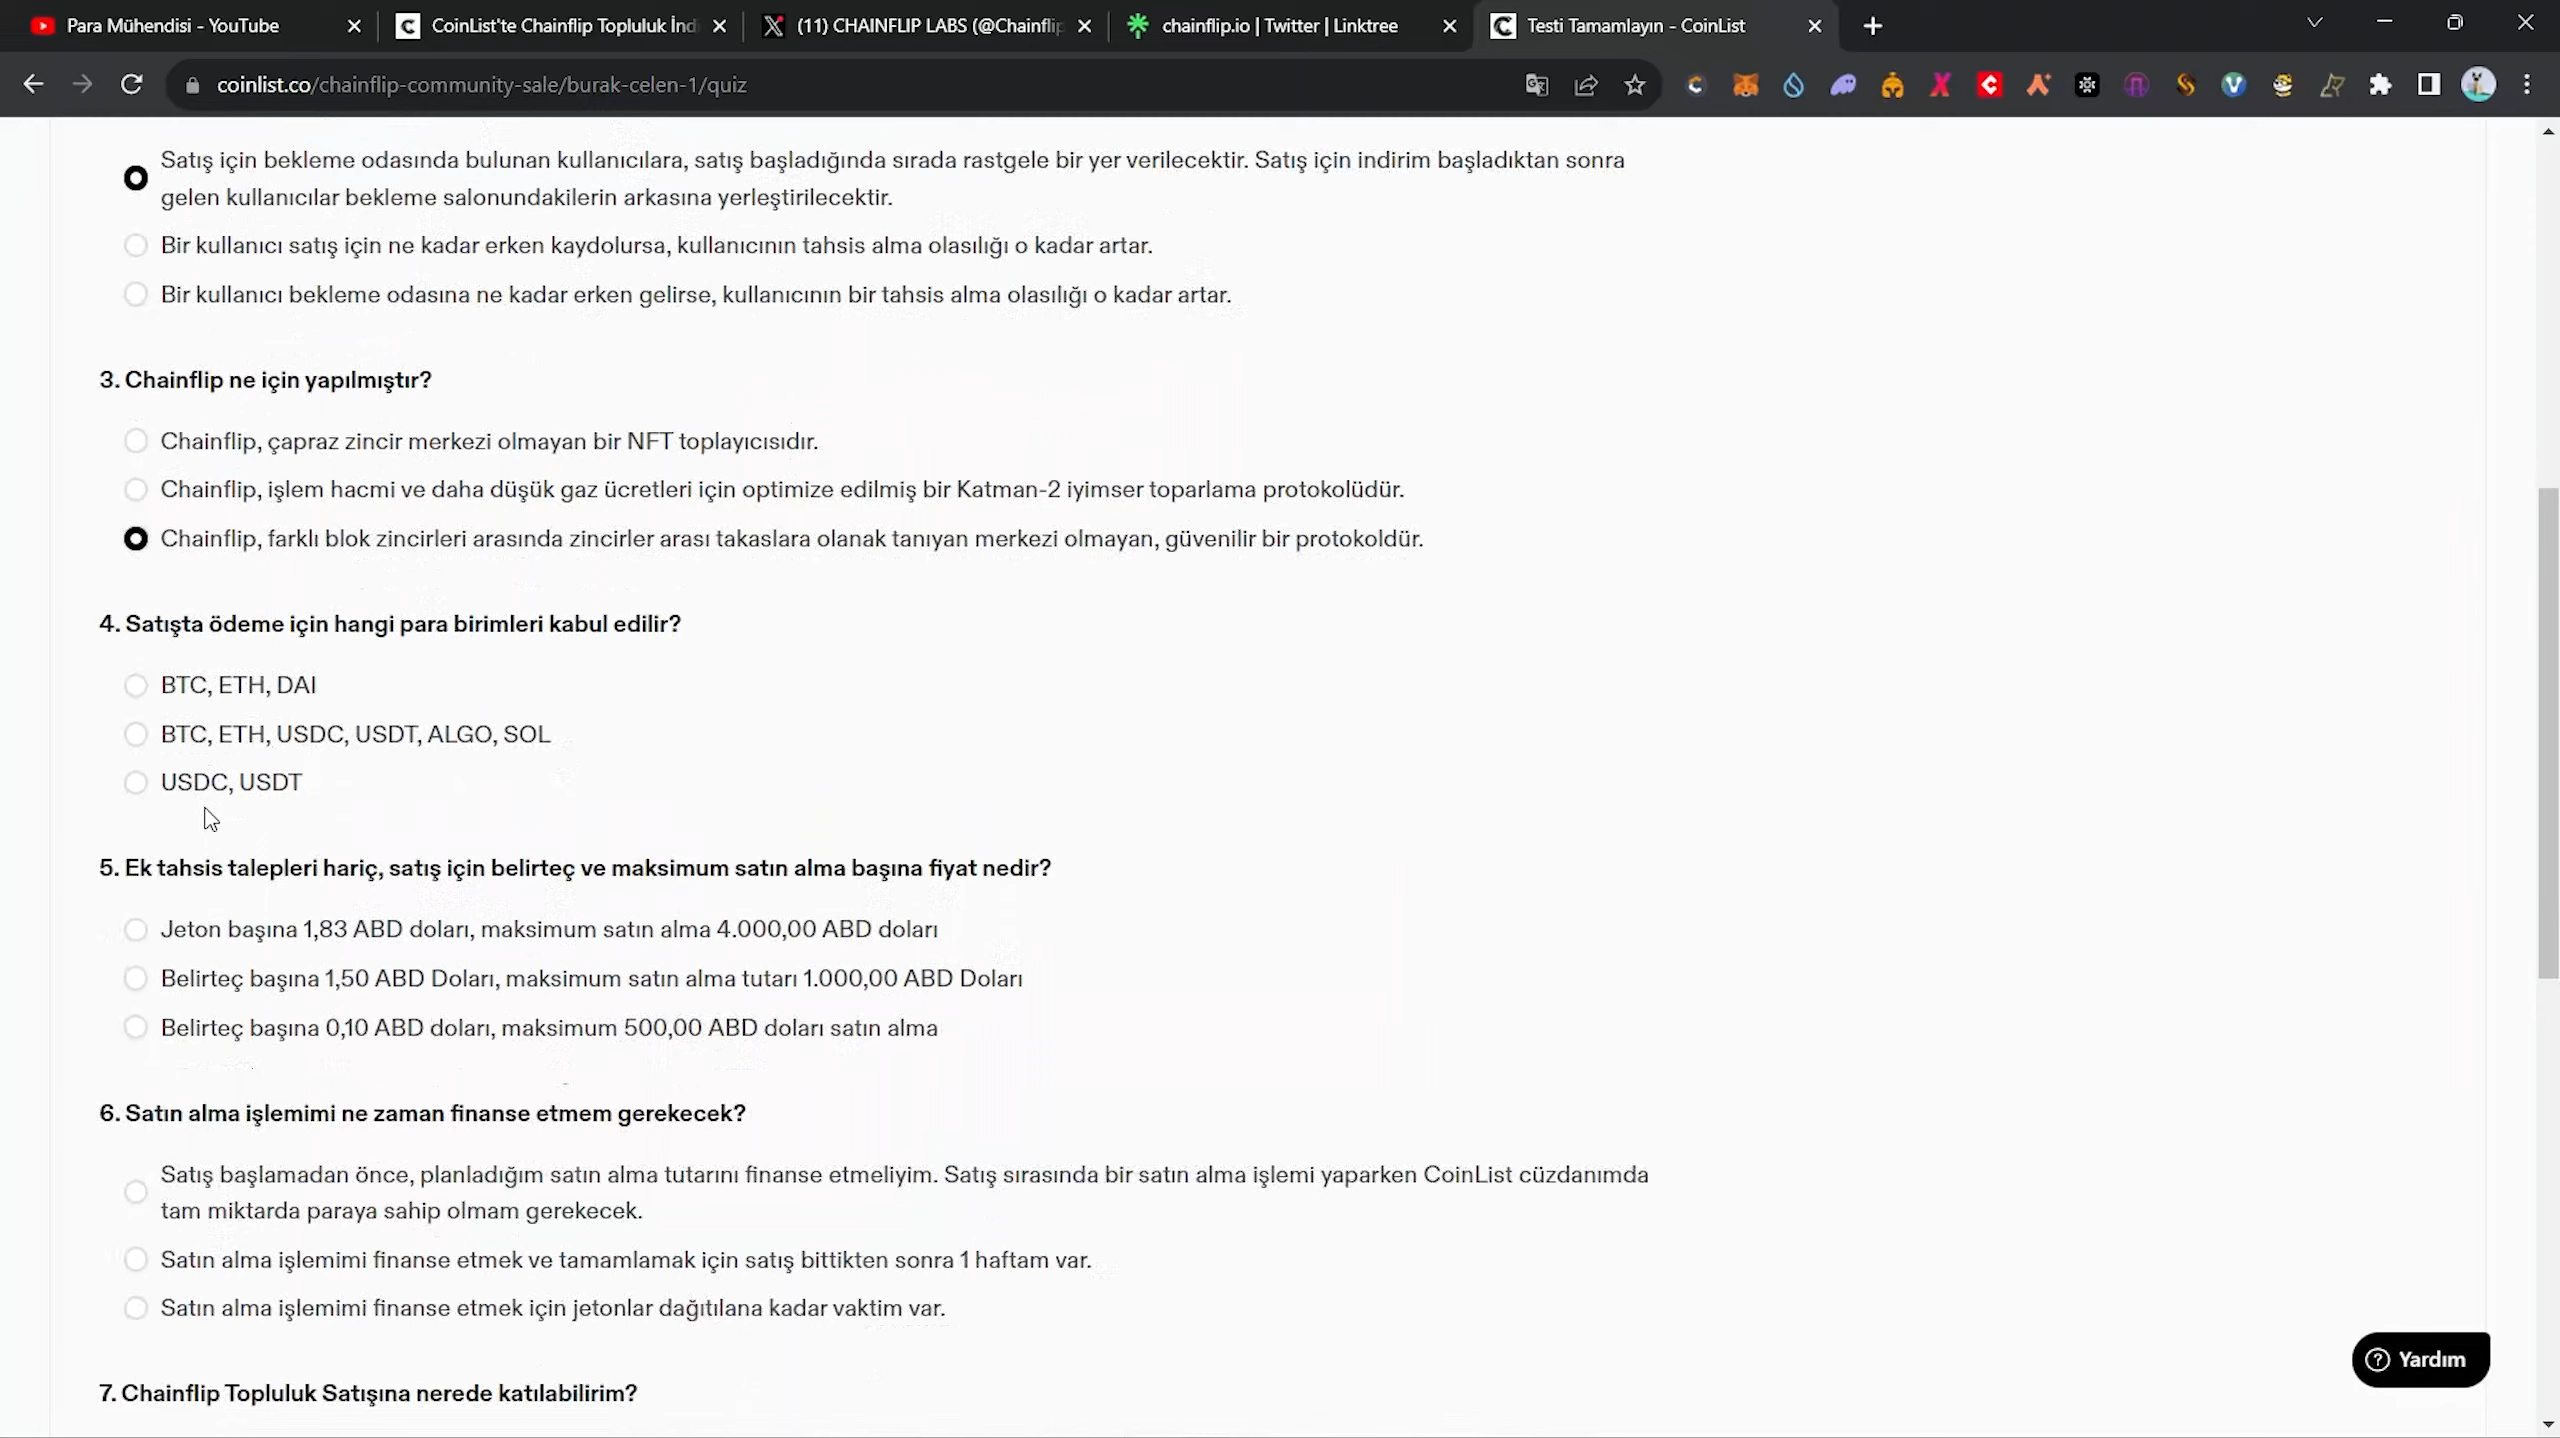 Para Mühendisi - YouTube
CoinList'te Chainflip Topluluk İnd
(11) CHAINFLIP LABS (@Chainflip
chainflip.io | Twitter | Linktree
Testi Tamamlayın - CoinList
coinlist.co/chainflip-community-sale/burak-celen-1/quiz
Satış için bekleme odasında bulunan kullanıcılara, satış başladığında sırada rastgele bir yer verilecektir. Satış için indirim başladıktan sonra
gelen kullanıcılar bekleme salonundakilerin arkasına yerleştirilecektir.
Bir kullanıcı satış için ne kadar erken kaydolursa, kullanıcının tahsis alma olasılığı o kadar artar.
Bir kullanıcı bekleme odasına ne kadar erken gelirse, kullanıcının bir tahsis alma olasılığı o kadar artar.
3. Chainflip ne için yapılmıştır?
Chainflip, çapraz zincir merkezi olmayan bir NFT toplayıcısıdır.
Chainflip, işlem hacmi ve daha düşük gaz ücretleri için optimize edilmiş bir Katman-2 iyimser toparlama protokolüdür.
Chainflip, farklı blok zincirleri arasında zincirler arası takaslara olanak tanıyan merkezi olmayan, güvenilir bir protokoldür.
4. Satışta ödeme için hangi para birimleri kabul edilir?
BTC, ETH, DAI
BTC, ETH, USDC, USDT, ALGO, SOL
USDC, USDT
5. Ek tahsis talepleri hariç, satış için belirteç ve maksimum satın alma başına fiyat nedir?
Jeton başına 1,83 ABD doları, maksimum satın alma 4.000,00 ABD doları
Belirteç başına 1,50 ABD Doları, maksimum satın alma tutarı 1.000,00 ABD Doları
Belirteç başına 0,10 ABD doları, maksimum 500,00 ABD doları satın alma
6. Satın alma işlemimi ne zaman finanse etmem gerekecek?
Satış başlamadan önce, planladığım satın alma tutarını finanse etmeliyim. Satış sırasında bir satın alma işlemi yaparken CoinList cüzdanımda
tam miktarda paraya sahip olmam gerekecek.
Satın alma işlemimi finanse etmek ve tamamlamak için satış bittikten sonra 1 haftam var.
Satın alma işlemimi finanse etmek için jetonlar dağıtılana kadar vaktim var.
Yardım
7. Chainflip Topluluk Satışına nerede katılabilirim?